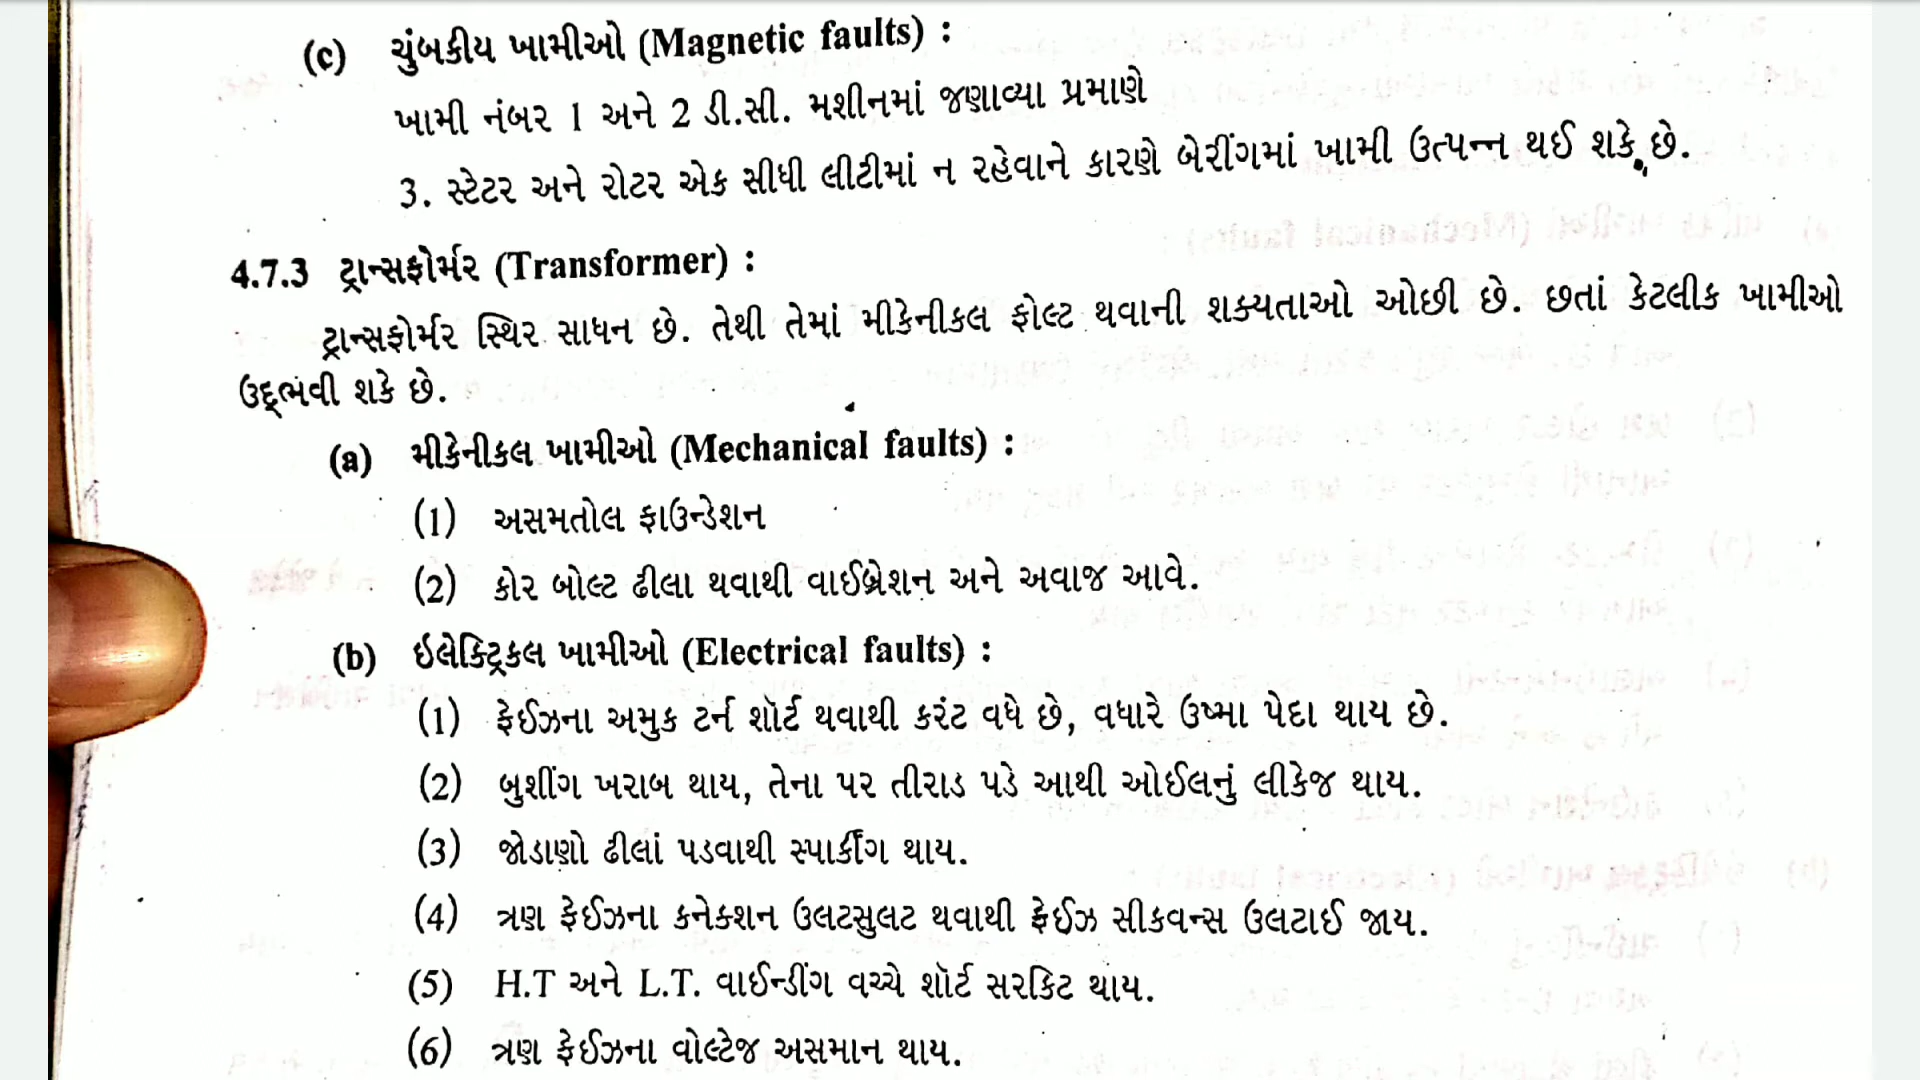 (c) ચુંબકીય ખામીઓ (Magnetic faults) :
ખામી નંબર 1 અને 2 ડી.સી. મશીનમાં જણાવ્યા પ્રમાણે
3. સ્ટેટર અને રોટર એક સીધી લીટીમાં ન રહેવાને કારણે બેરીંગમાં ખામી ઉત્પન્ન થઈ શકે છે.
4.7.3 ટ્રાન્સફોર્મર (Transformer) :
ટ્રાન્સફોર્મર સ્થિર સાધન છે. તેથી તેમાં મીકેનીકલ ફોલ્ટ થવાની શક્યતાઓ ઓછી છે. છતાં કેટલીક ખામીઓ
ઉદ્ભવી શકે છે.
(a) મીકેનીકલ ખામીઓ (Mechanical faults) :
(1) અસમતોલ ફાઉન્ડેશન
(2) કોર બોલ્ટ ઢીલા થવાથી વાઈબ્રેશન અને અવાજ આવે.
(b) ઇલેક્ટ્રિકલ ખામીઓ (Electrical faults) :
(1) ફેઈઝના અમુક ટર્ન શૉર્ટ થવાથી કરંટ વધે છે, વધારે ઉષ્મા પેદા થાય છે.
(2) બુશીંગ ખરાબ થાય, તેના પર તીરાડ પડે આથી ઓઈલનું લીકેજ થાય.
(3) જોડાણો ઢીલાં પડવાથી સ્પાર્કીંગ થાય.
(4) ત્રણ ફેઈઝના કનેક્શન ઉલટસુલટ થવાથી ફેઈઝ સીકવન્સ ઉલટાઈ જાય.
(5) H.T અને L.T. વાઈન્ડીંગ વચ્ચે શૉર્ટ સરકિટ થાય.
(6) ત્રણ ફેઈઝના વોલ્ટેજ અસમાન થાય.